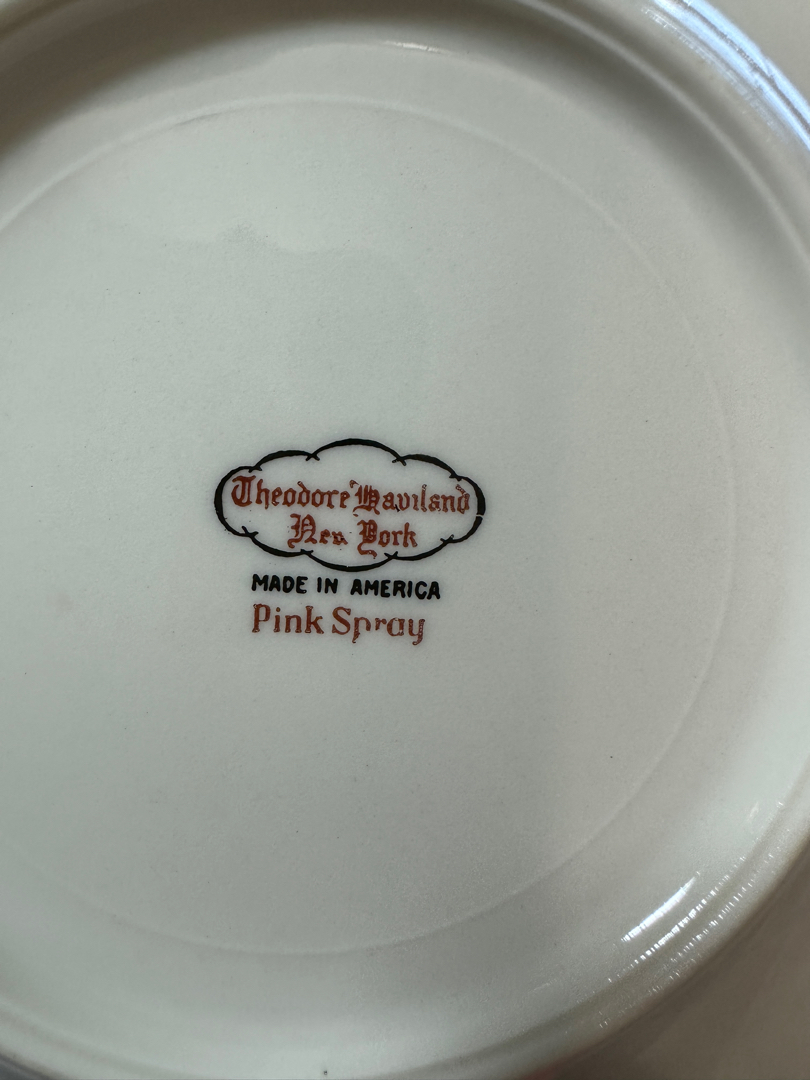 Theodore Haviland
New York
MADE IN AMERICA
Pink Spray